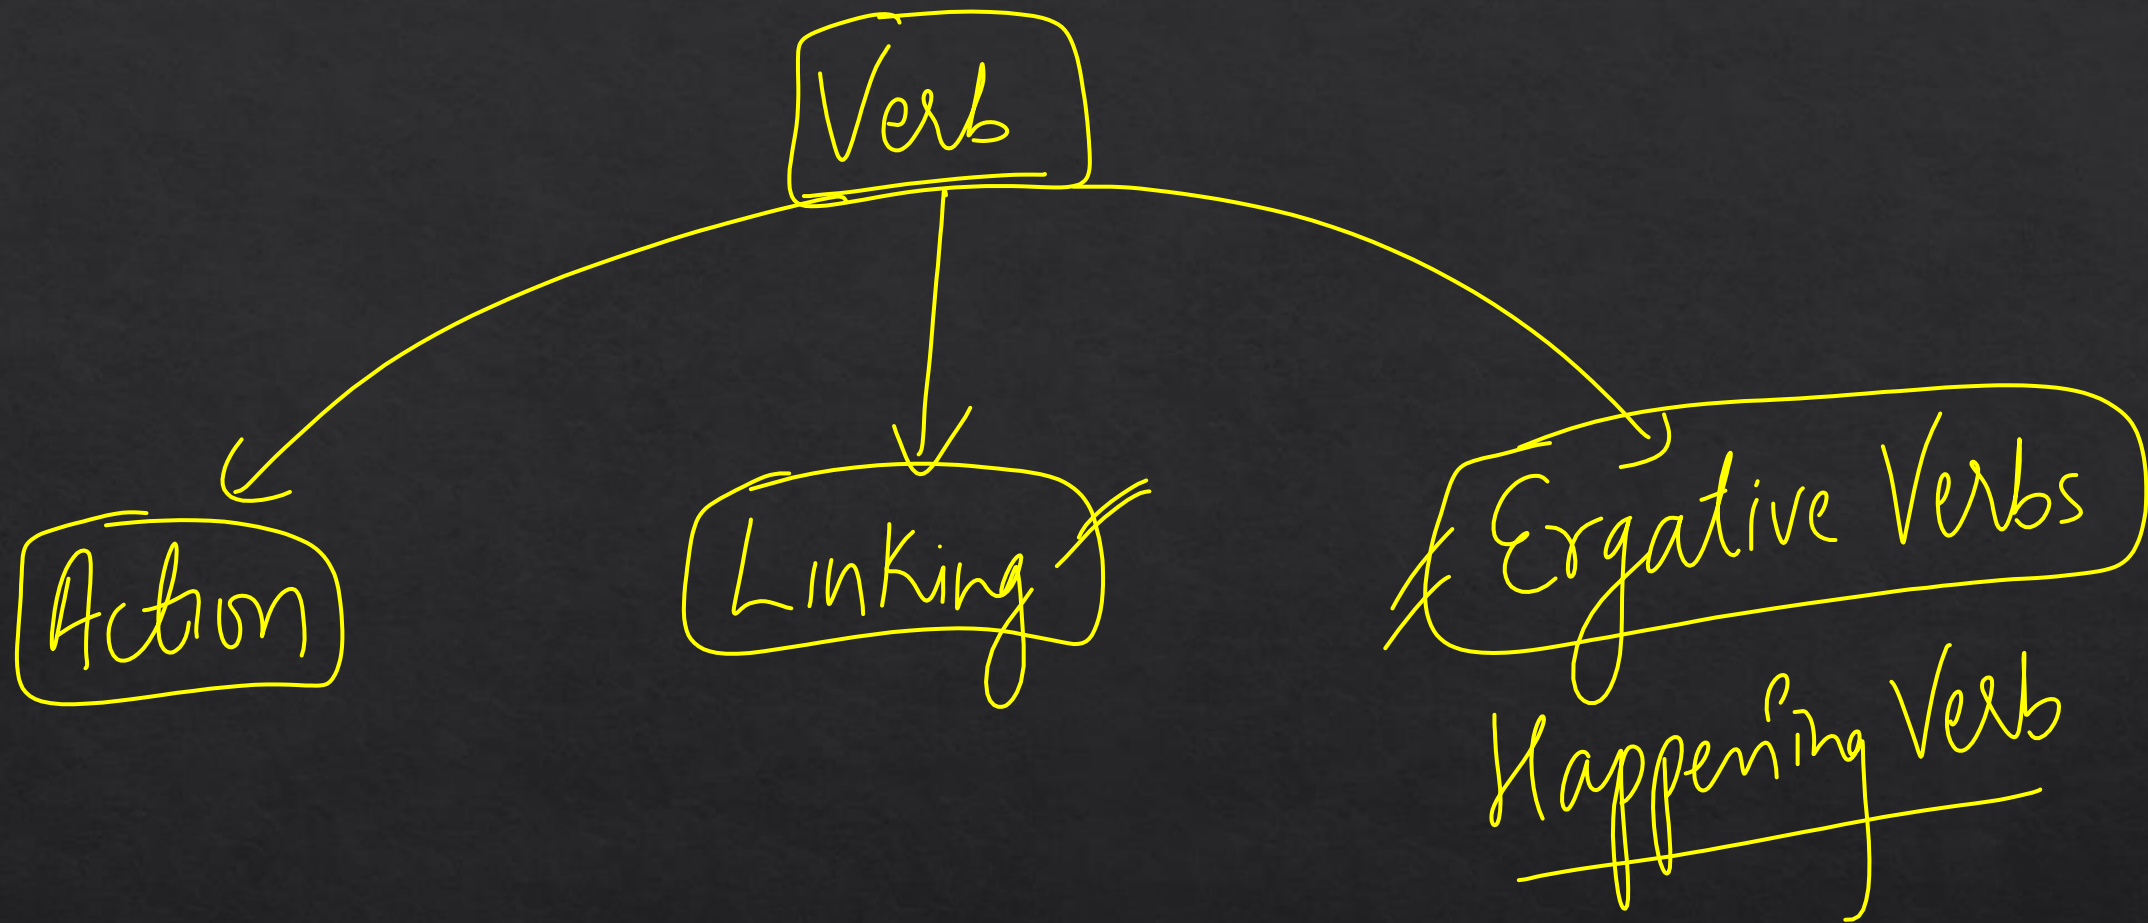 Verb
Action
Linking
Ergative Verbs
Happening Verb